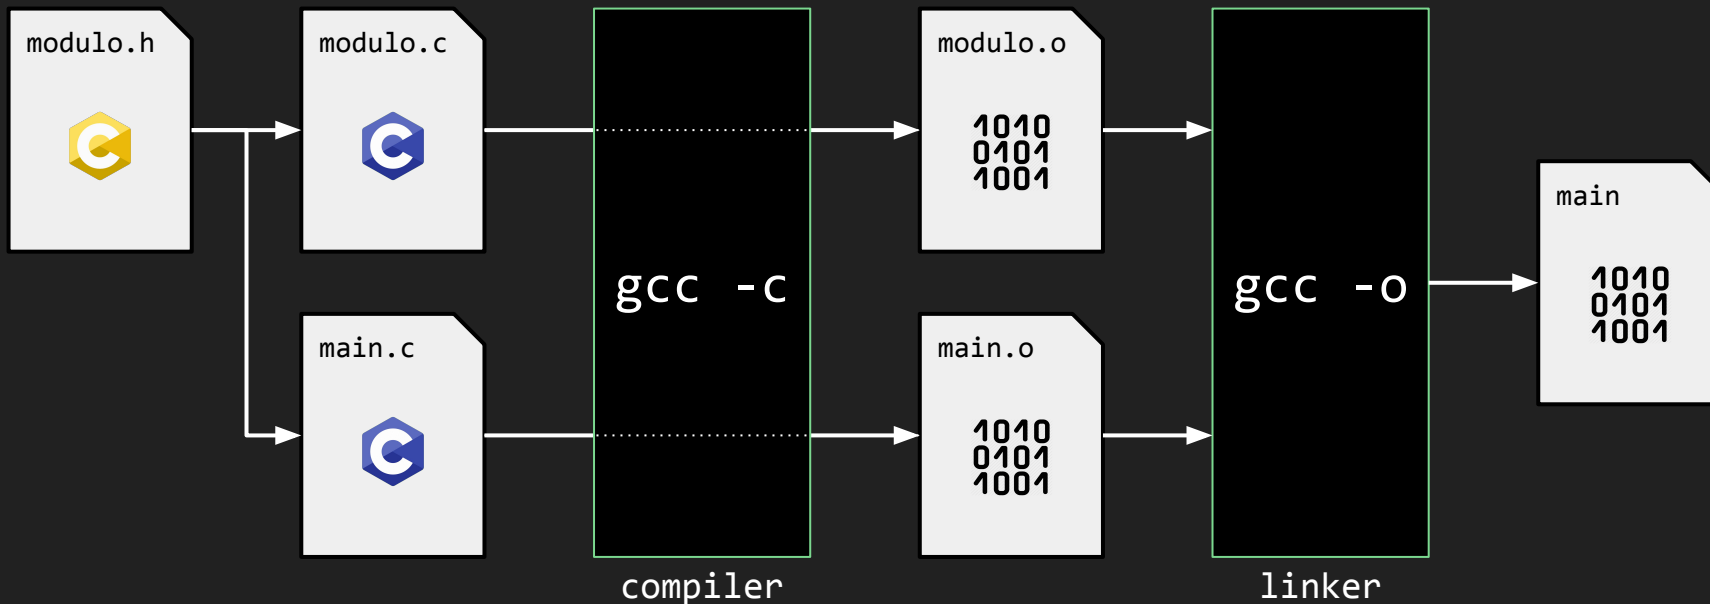 modulo.h
modulo.c
modulo.o
1010
0101
1001
main
1010
0101
1001
gcc -c
gcc -o
main.c
main.o
1010
0101
1001
compiler
linker